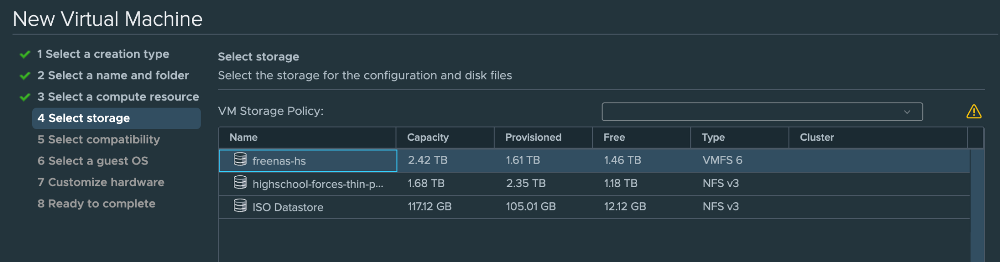 New Virtual Machine
1 Select a creation type
2 Select a name and folder
3 Select a compute resource
4 Select storage
5 Select compatibility
6 Select a guest OS
7 Customize hardware
8 Ready to complete
Select storage
Select the storage for the configuration and disk files
VM Storage Policy:
Name Capacity Provisioned Free Type Cluster
freenas-hs 2.42 TB 1.61 TB 1.46 TB VMFS 6
highschool-forces-thin-p... 1.68 TB 2.35 TB 1.18 TB NFS v3
ISO Datastore 117.12 GB 105.01 GB 12.12 GB NFS v3